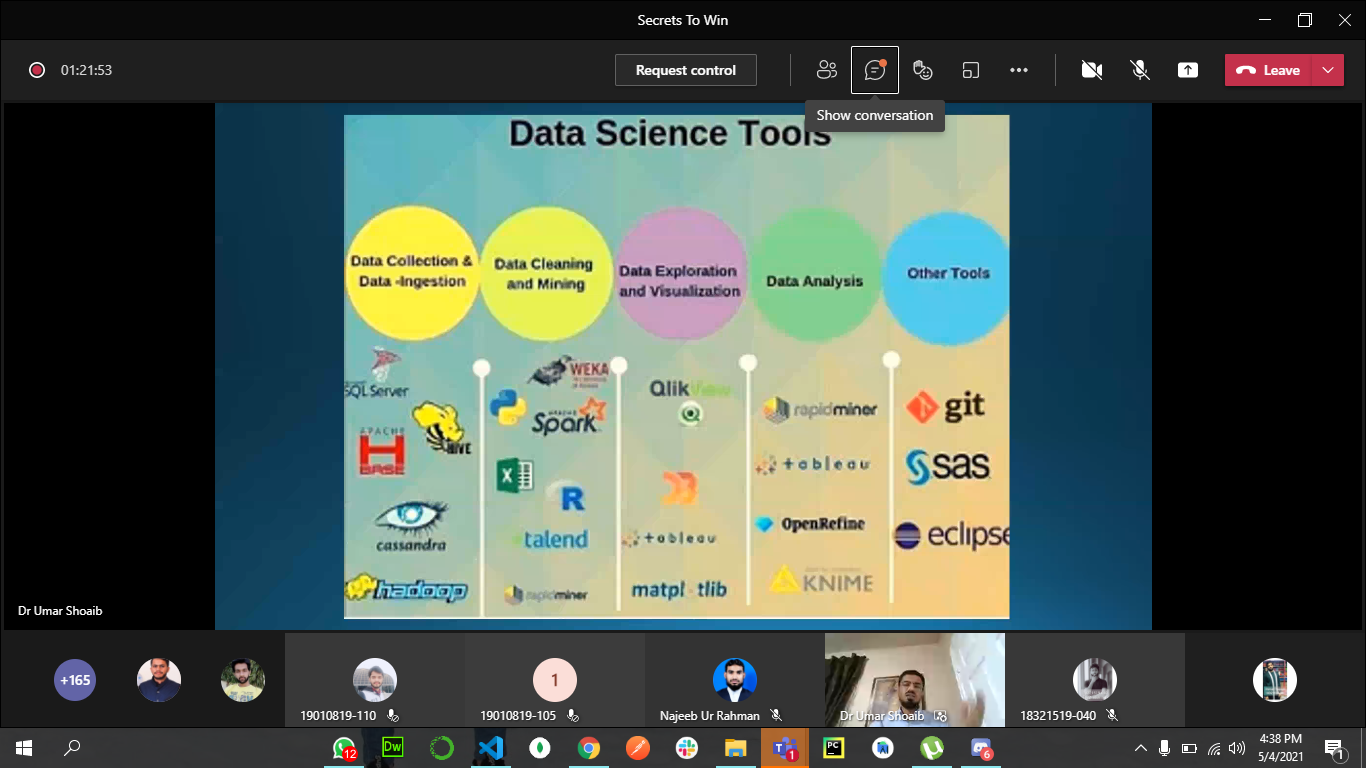 Secrets To Win
01:21:53
Request control
Leave
Show conversation
Data Science Tools
Data Collection &
Data -Ingestion
Data Cleaning
and Mining
Data Exploration
and Visualization
Data Analysis
Other Tools
SQL Server
HIVE
APACHE
HBASE
cassandra
hadoop
WEKA
APACHE
Spark
X
R
talend
rapidminer
QlikView
tableau
matpl tlib
rapidminer
tableau
OpenRefine
KNIME
git
sas
eclipse
Dr Umar Shoaib
+165
19010819-110
1
19010819-105
Najeeb Ur Rahman
Dr Umar Shoaib
18321519-040
12
Dw
1
PC
6
4:38 PM
5/4/2021
1